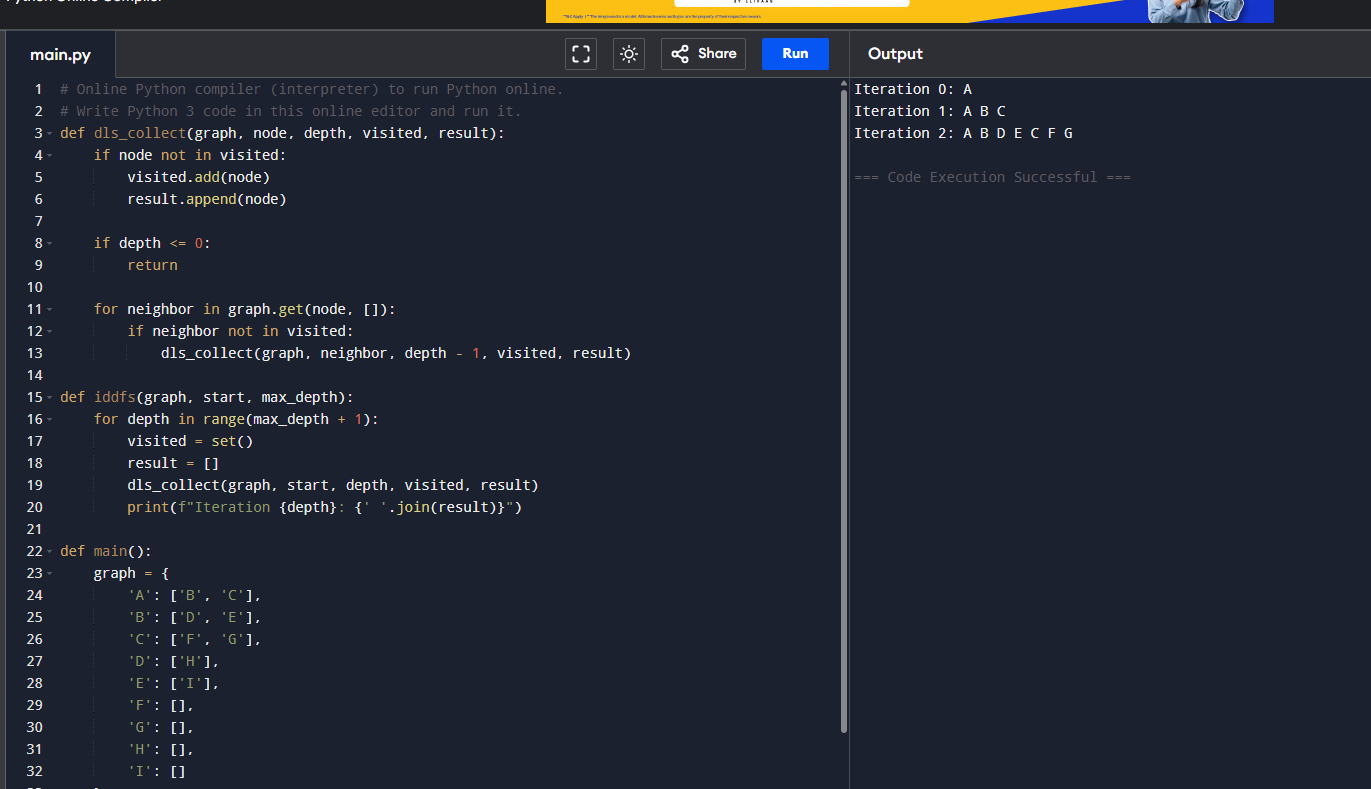 Python Online Compiler
main.py
Share
Run
Output
1 # Online Python compiler (interpreter) to run Python online.
2 # Write Python 3 code in this online editor and run it.
3 def dls_collect(graph, node, depth, visited, result):
4     if node not in visited:
5         visited.add(node)
6         result.append(node)
7
8     if depth <= 0:
9         return
10
11     for neighbor in graph.get(node, []):
12         if neighbor not in visited:
13             dls_collect(graph, neighbor, depth - 1, visited, result)
14
15 def iddfs(graph, start, max_depth):
16     for depth in range(max_depth + 1):
17         visited = set()
18         result = []
19         dls_collect(graph, start, depth, visited, result)
20         print(f"Iteration {depth}: {' '.join(result)}")
21
22 def main():
23     graph = {
24         'A': ['B', 'C'],
25         'B': ['D', 'E'],
26         'C': ['F', 'G'],
27         'D': ['H'],
28         'E': ['I'],
29         'F': [],
30         'G': [],
31         'H': [],
32         'I': []
Iteration 0: A
Iteration 1: A B C
Iteration 2: A B D E C F G
=== Code Execution Successful ===